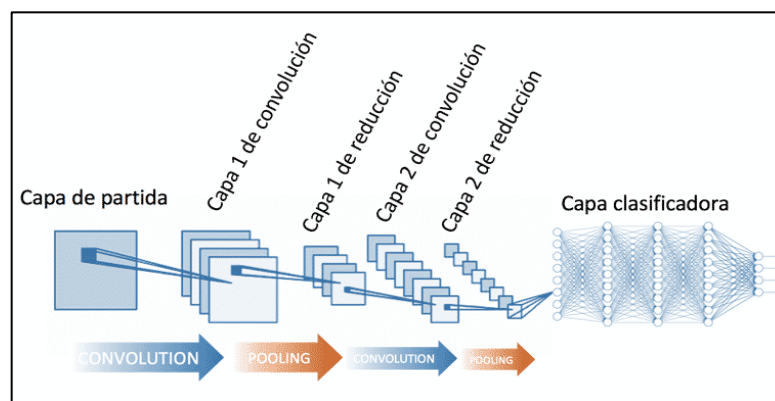 Capa de partida
Capa 1 de convolución
Capa 1 de reducción
Capa 2 de convolución
Capa 2 de reducción
Capa clasificadora
CONVOLUTION
POOLING
CONVOLUTION
POOLING